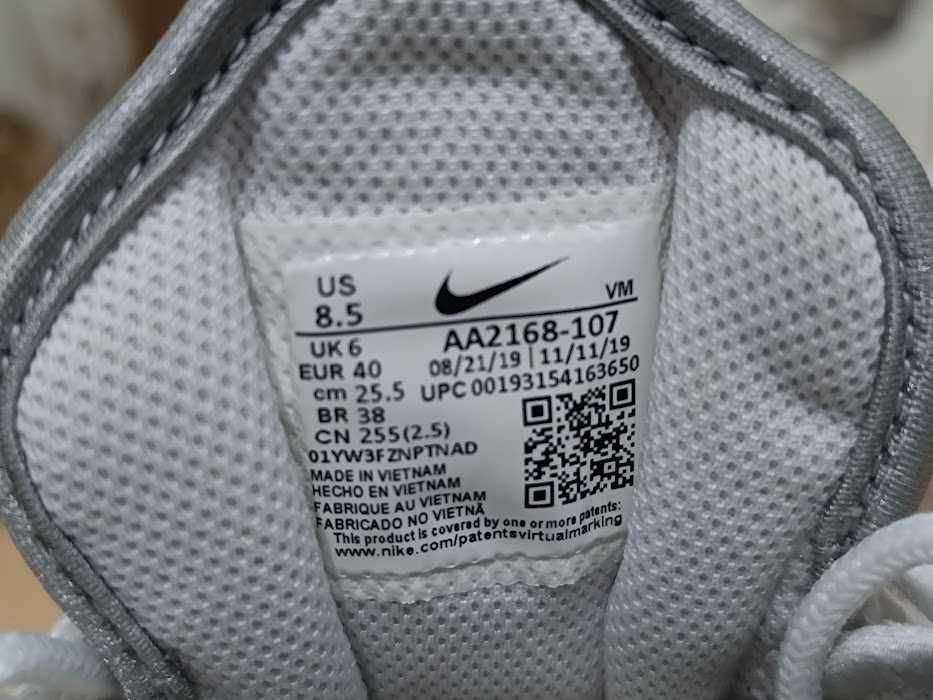 US
8.5
VM
UK 6
EUR 40
cm 25.5
BR 38
CN 255(2.5)
AA2168-107
08/21/19 | 11/11/19
UPC 00193154163650
01YW3FZNPTNAD
MADE IN VIETNAM
HECHO EN VIETNAM
FABRIQUE AU VIETNAM
FABRICADO NO VIETNÃ
This product is covered by one or more patents:
www.nike.com/patentsvirtualmarking